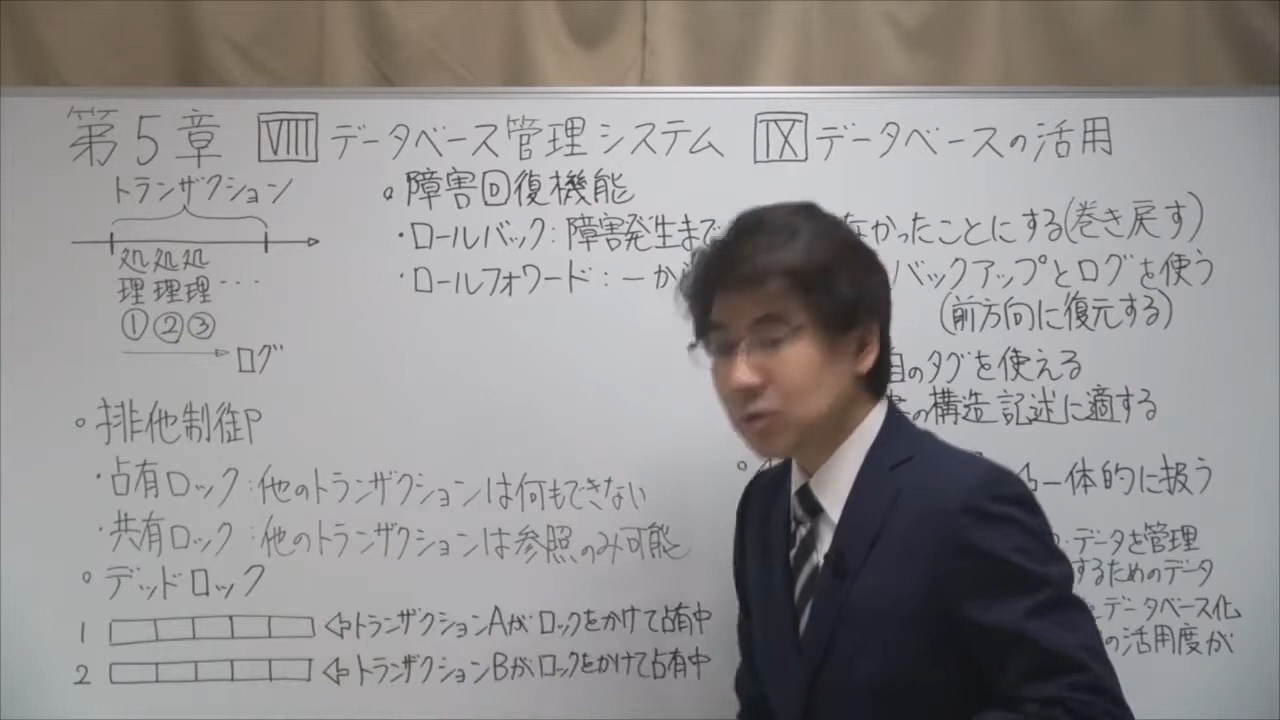 第5章 VIII データベース管理システム IX データベースの活用
トランザクション
処理 処理 処理 ・・・
① ② ③
ログ
・排他制御
・占有ロック:他のトランザクションは何もできない
・共有ロック:他のトランザクションは参照のみ可能
・デッドロック
1 ⇦トランザクションAがロックをかけて占有中
2 ⇦トランザクションBがロックをかけて占有中
・障害回復機能
・ロールバック:障害発生まで なかったことにする(巻き戻す)
・ロールフォワード:一か バックアップとログを使う
(前方向に復元する)
のタグを使える
の構造記述に適する
一体的に扱う
・データを管理
するためのデータ
データベース化
の活用度が